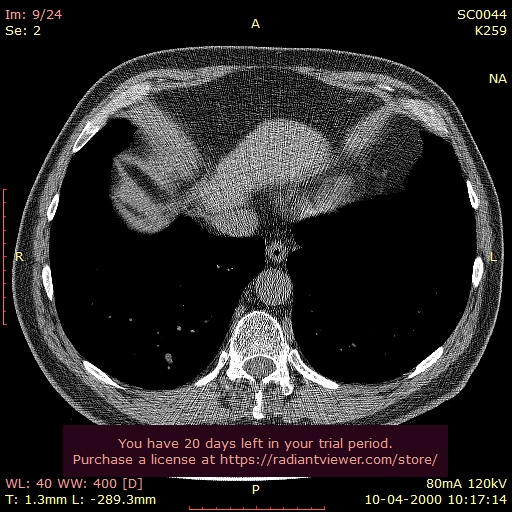 Im: 9/24
Se: 2
A
SC0044
K259
NA
R
L
You have 20 days left in your trial period.
Purchase a license at https://radiantviewer.com/store/
WL: 40 WW: 400 [D]
T: 1.3mm L: -289.3mm
P
80mA 120kV
10-04-2000 10:17:14